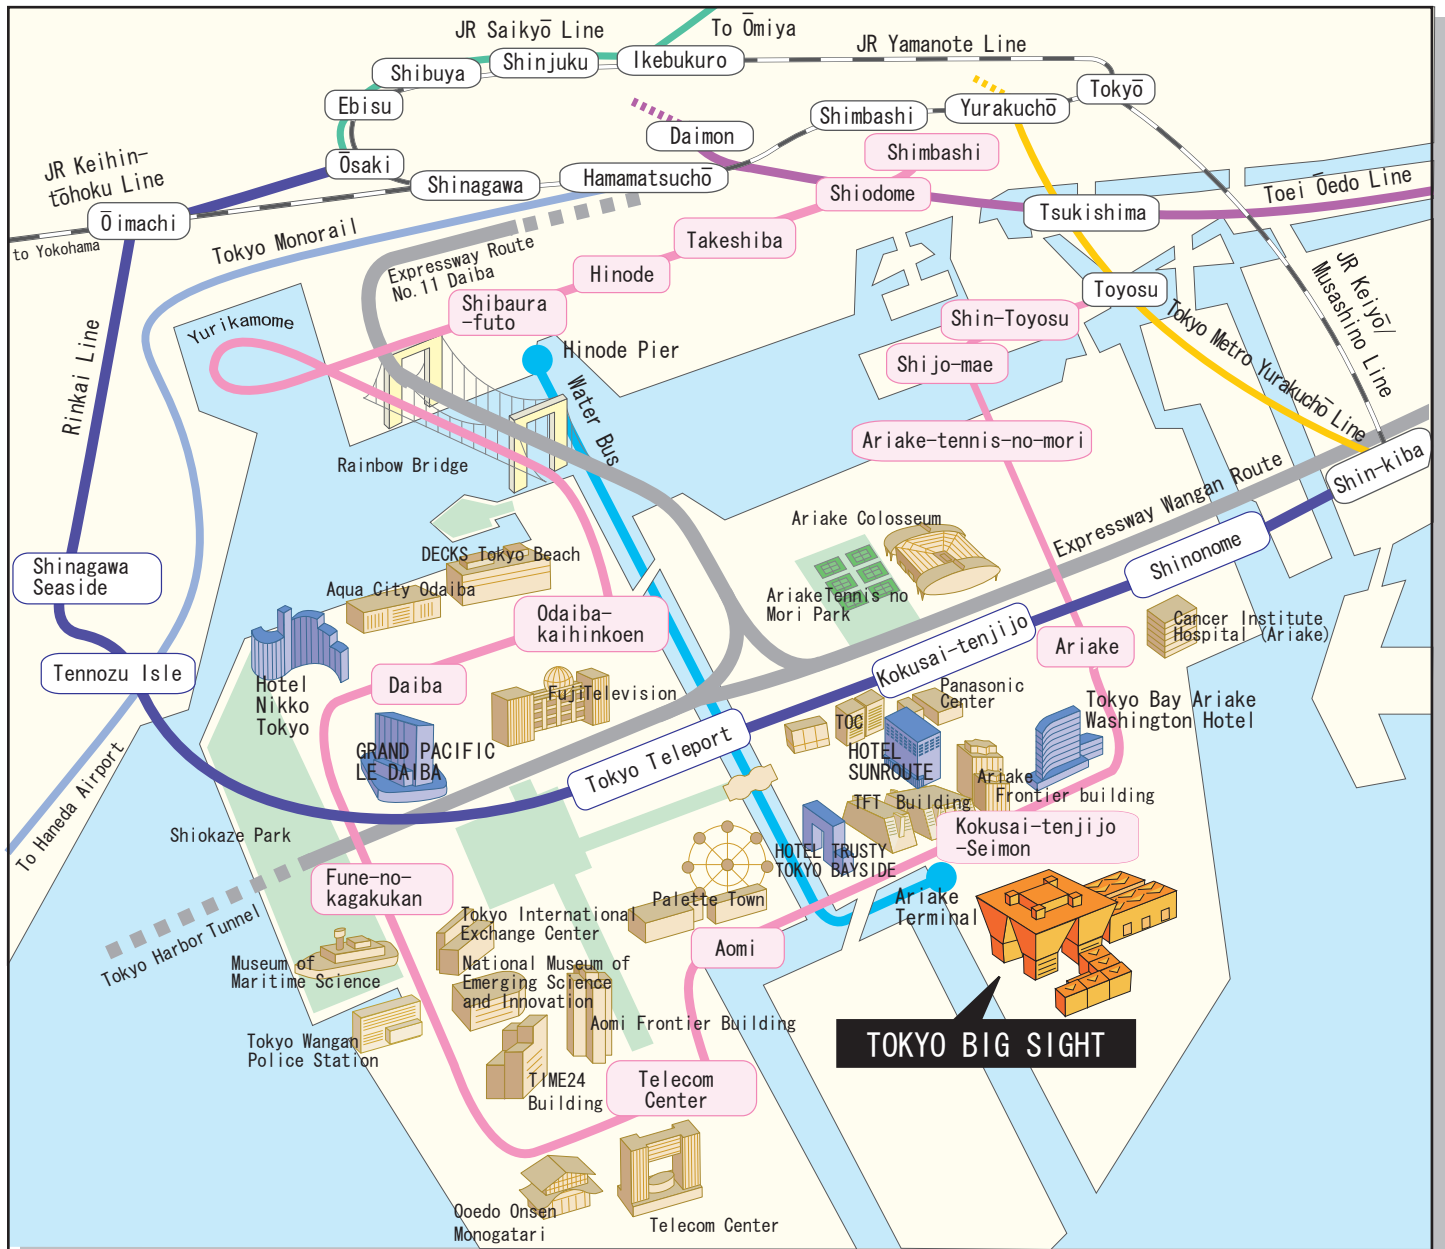 JR Saikyō Line
To Ōmiya
JR Yamanote Line
Shibuya
Shinjuku
Ikebukuro
Tokyō
Ebisu
Shimbashi
Yurakuchō
Daimon
Shimbashi
JR Keihin-
tōhoku Line
Ōsaki
Shinagawa
Hamamatsuchō
Shiodome
Toei Ōedo Line
Ōimachi
to Yokohama
Tokyo Monorail
Tsukishima
Takeshiba
Expressway Route
No.11 Daiba
Hinode
Toyosu
JR Keiyō/
Musashino Line
Shibaura
-futo
Shin-Toyosu
Yurikamome
Tokyo Metro Yurakuchō Line
Hinode Pier
Shijo-mae
Rinkai Line
Water Bus
Ariake-tennis-no-mori
Rainbow Bridge
Shin-kiba
Expressway Wangan Route
Ariake Colosseum
DECKS Tokyo Beach
Shinonome
Shinagawa
Seaside
Aqua City Odaiba
AriakeTennis no
Mori Park
Odaiba-
kaihinkoen
Cancer Institute
Hospital (Ariake)
Kokusai-tenjijo
Ariake
Tennozu Isle
Hotel
Nikko
Tokyo
Daiba
FujiTelevision
Panasonic
Center
Tokyo Bay Ariake
Washington Hotel
TOC
GRAND PACIFIC
LE DAIBA
Tokyo Teleport
HOTEL
SUNROUTE
Ariake
Frontier building
To Haneda Airport
TFT Building
Shiokaze Park
Kokusai-tenjijo
-Seimon
HOTEL TRUSTY
TOKYO BAYSIDE
Fune-no-
kagakukan
Ariake
Terminal
Palette Town
Tokyo Harbor Tunnel
Tokyo International
Exchange Center
Aomi
Museum of
Maritime Science
National Museum of
Emerging Science
and Innovation
Aomi Frontier Building
Tokyo Wangan
Police Station
TOKYO BIG SIGHT
TIME24
Building
Telecom
Center
Ooedo Onsen
Monogatari
Telecom Center